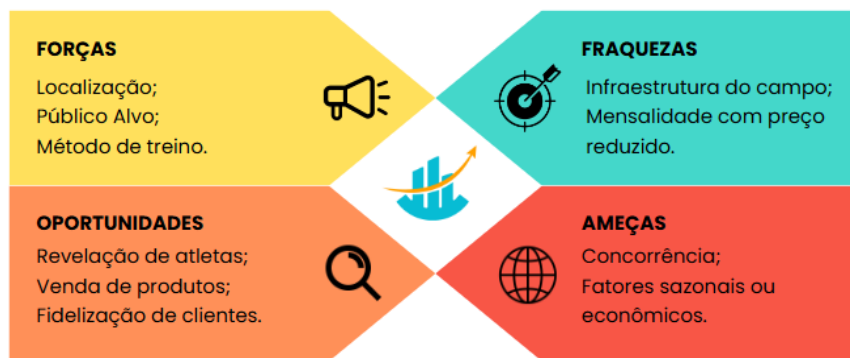 FORÇAS
Localização;
Público Alvo;
Método de treino.
FRAQUEZAS
Infraestrutura do campo;
Mensalidade com preço
reduzido.
OPORTUNIDADES
Revelação de atletas;
Venda de produtos;
Fidelização de clientes.
AMEÇAS
Concorrência;
Fatores sazonais ou
econômicos.